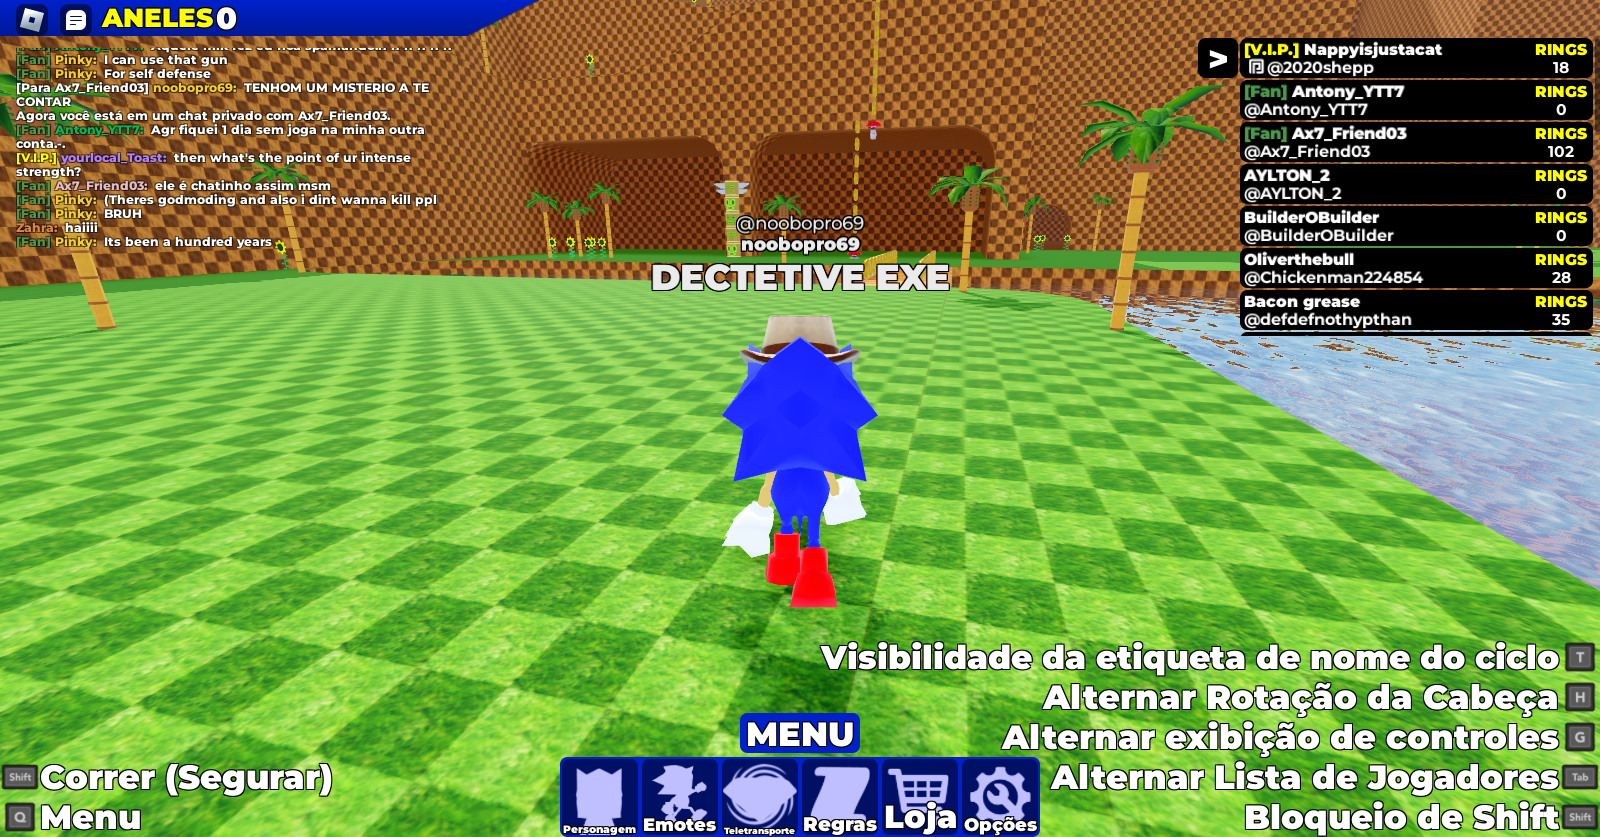 ANELES 0
[Fan] Antony_YTT7:
[Fan] Pinky: I can use that gun
[Fan] Pinky: For self defense
[Para Ax7_Friend03] noobopro69: TENHOM UM MISTERIO A TE
CONTAR
Agora você está em um chat privado com Ax7_Friend03.
[Fan] Antony_YTT7: Agr fiquei 1 dia sem joga na minha outra
conta.-.
[V.I.P.] yourlocal_Toast: then what's the point of ur intense
strength?
[Fan] Ax7_Friend03: ele é chatinho assim msm
[Fan] Pinky: (Theres godmoding and also i dint wanna kill ppl
[Fan] Pinky: BRUH
Zahra: haiiii
[Fan] Pinky: Its been a hundred years
>
[V.I.P.] Nappyisjustacat RINGS
@2020shepp 18
[Fan] Antony_YTT7 RINGS
@Antony_YTT7 0
[Fan] Ax7_Friend03 RINGS
@Ax7_Friend03 102
AYLTON_2 RINGS
@AYLTON_2 0
BuilderOBuilder RINGS
@BuilderOBuilder 0
Oliverthebull RINGS
@Chickenman224854 28
Bacon grease RINGS
@defdefnothypthan 35
@noobopro69
noobopro69
DECTETIVE EXE
Visibilidade da etiqueta de nome do ciclo T
Alternar Rotação da Cabeça H
Alternar exibição de controles G
Alternar Lista de Jogadores Tab
Bloqueio de Shift Shift
Shift Correr (Segurar)
Q Menu
MENU
Personagem
Emotes
Teletransporte
Regras
Loja
Opções